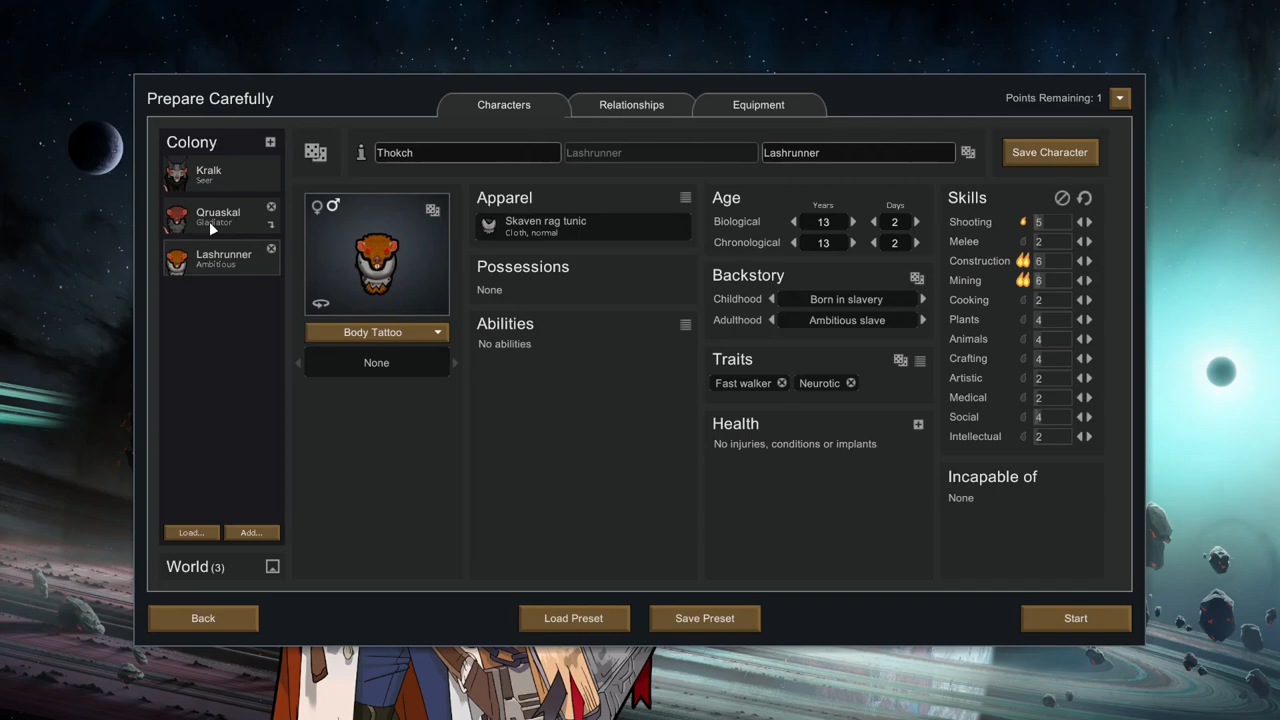 Prepare Carefully
Characters
Relationships
Equipment
Points Remaining: 1
Colony
Kralk
Seer
Qruaskal
Gladiator
Lashrunner
Ambitious
Load...
Add...
World (3)
Thokch
Lashrunner
Lashrunner
Save Character
Body Tattoo
None
Apparel
Skaven rag tunic
Cloth, normal
Possessions
None
Abilities
No abilities
Age
Years
Days
Biological
13
2
Chronological
13
2
Backstory
Childhood
Born in slavery
Adulthood
Ambitious slave
Traits
Fast walker
Neurotic
Health
No injuries, conditions or implants
Skills
Shooting 5
Melee 2
Construction 6
Mining 6
Cooking 2
Plants 4
Animals 4
Crafting 4
Artistic 2
Medical 2
Social 4
Intellectual 2
Incapable of
None
Back
Load Preset
Save Preset
Start